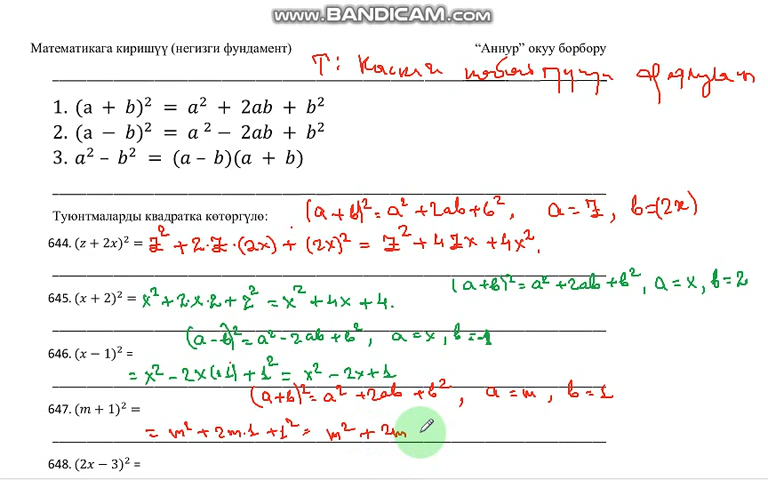 www.BANDICAM.com
Математикага киришүү (негизги фундамент) “Аннур” окуу борбору
Т:
1. (a + b)² = a² + 2ab + b²
2. (a − b)² = a² − 2ab + b²
3. a² – b² = (a – b)(a + b)
Туюнтмаларды квадратка көтөргүлө:
(a+b)² = a² + 2ab + b², a = z, b = (2x)
644. (z + 2x)² = z² + 2·z·(2x) + (2x)² = z² + 4zx + 4x².
(a+b)² = a² + 2ab + b², a = x, b = 2
645. (x + 2)² = x² + 2·x·2 + 2² = x² + 4x + 4.
(a−b)² = a² − 2ab + b², a = x, b = 1
646. (x − 1)² =
= x² − 2x(1) + 1² = x² − 2x + 1
(a+b)² = a² + 2ab + b², a = m, b = 1
647. (m + 1)² =
= m² + 2m·1 + 1² = m² + 2m
648. (2x − 3)² =